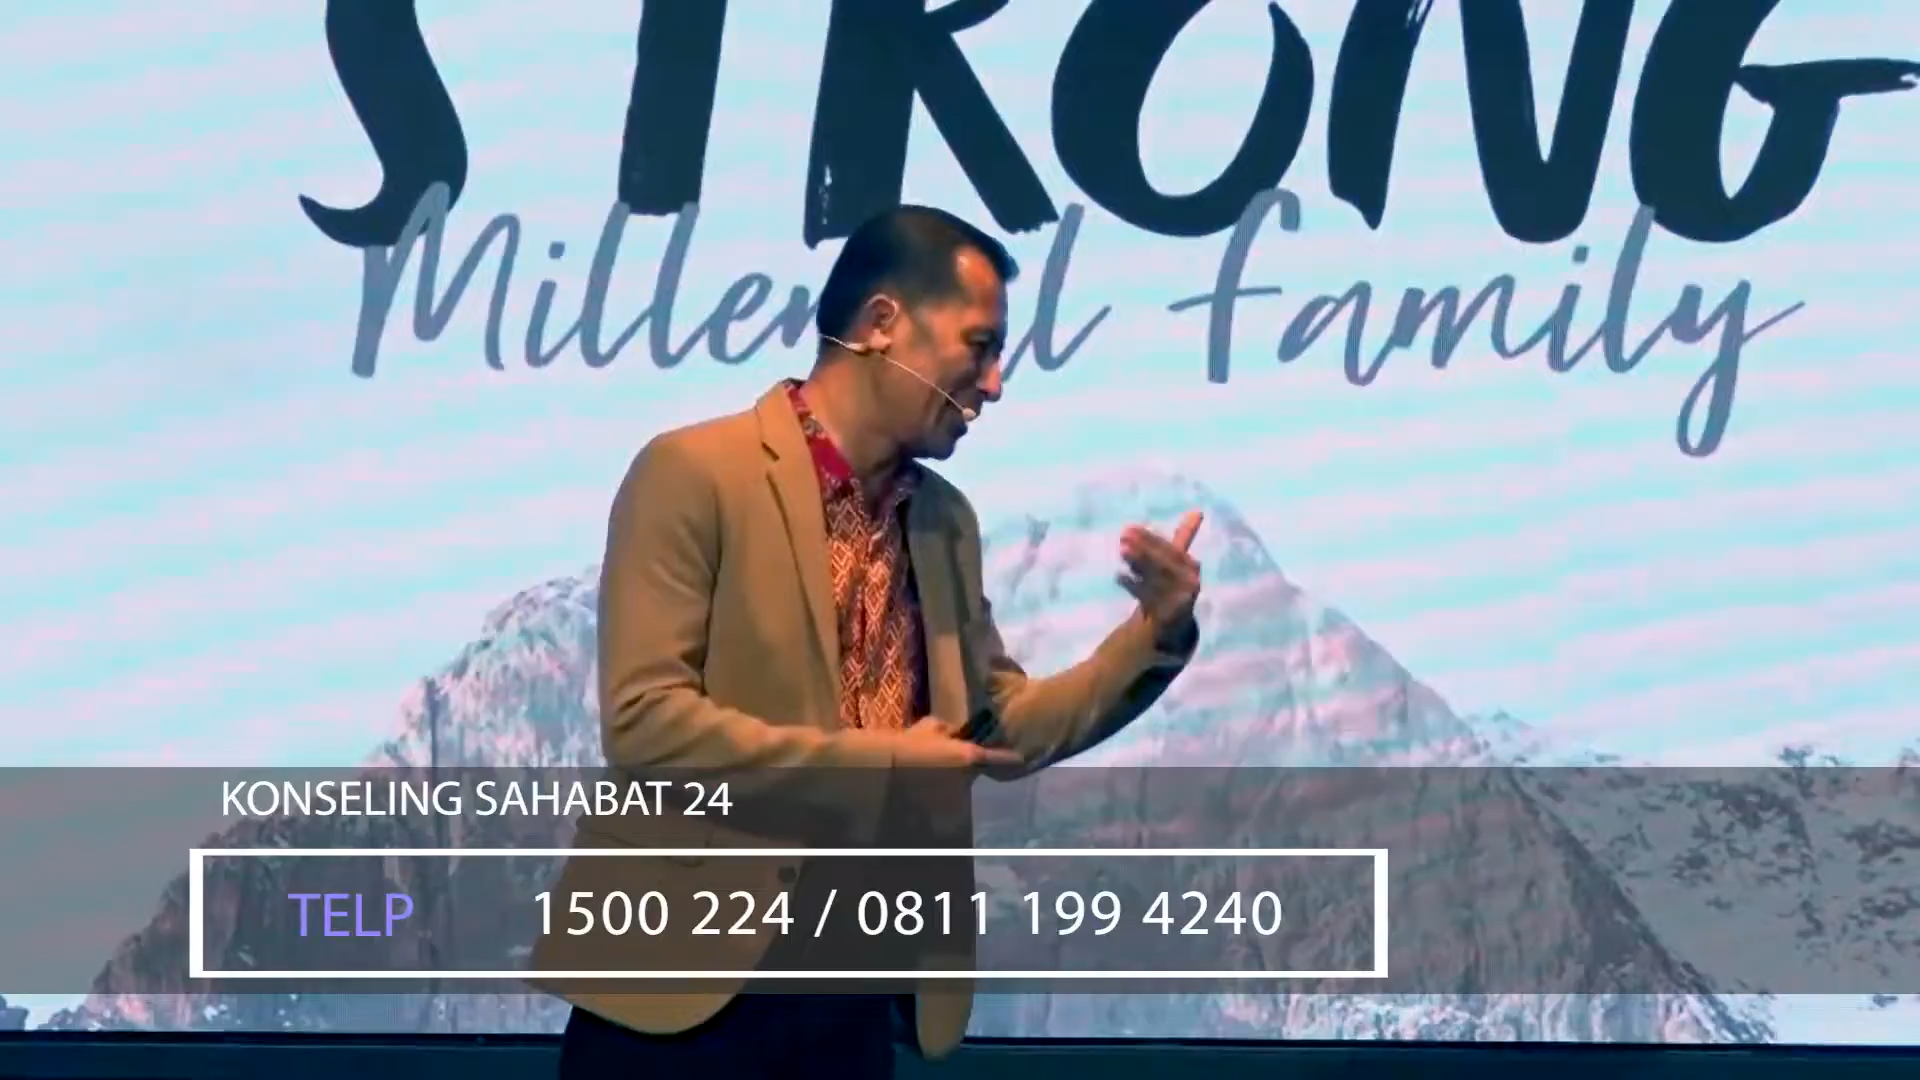 STRONG
Millennial family
KONSELING SAHABAT 24
TELP 1500 224 / 0811 199 4240